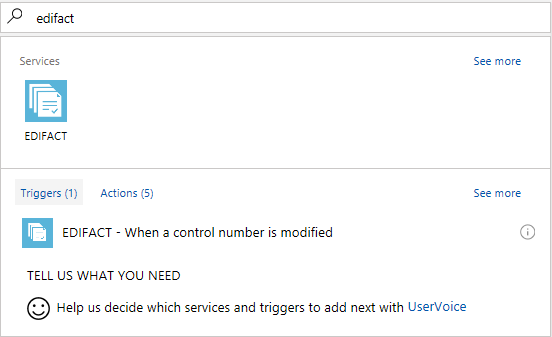 edifact
Services See more
EDIFACT
Triggers (1) Actions (5) See more
EDIFACT - When a control number is modified
TELL US WHAT YOU NEED
Help us decide which services and triggers to add next with UserVoice